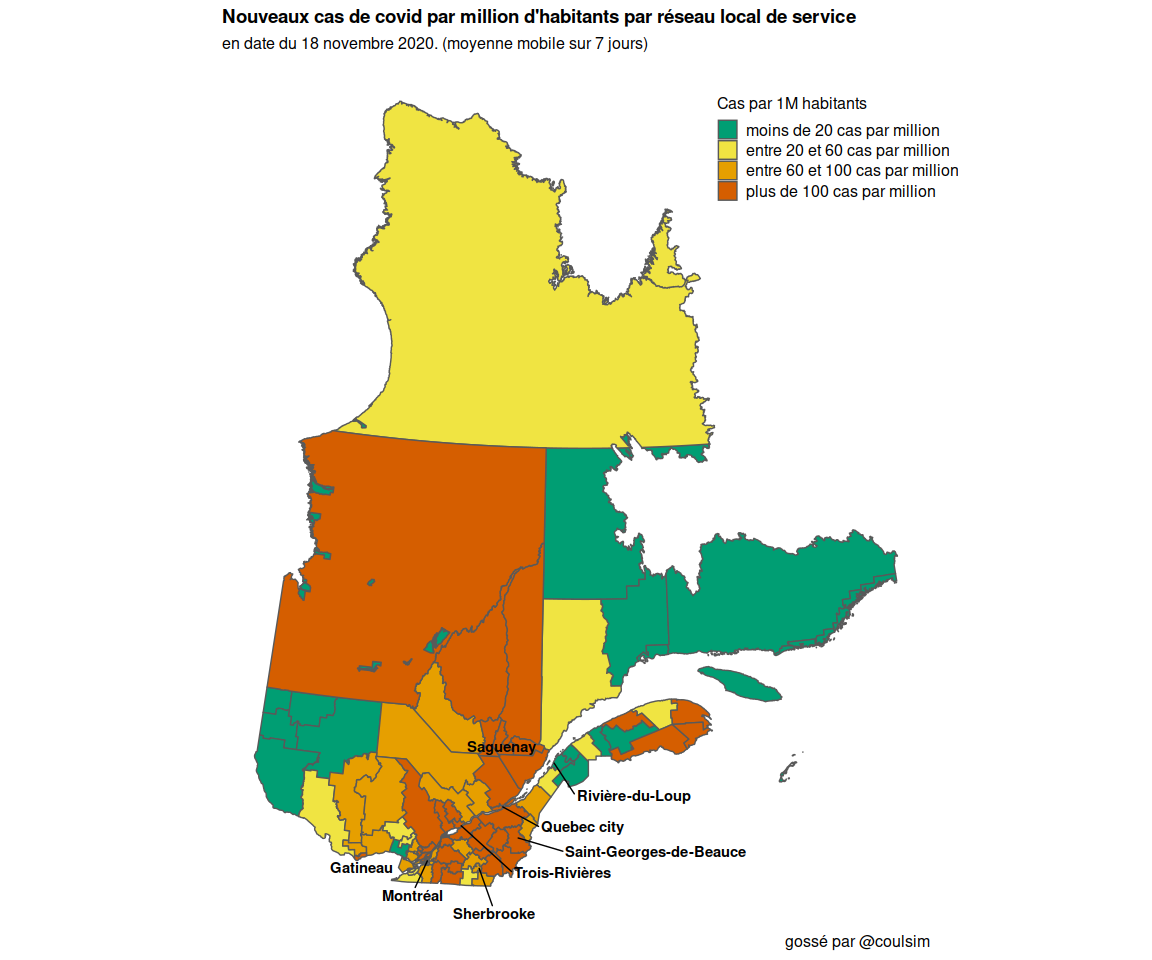 Nouveaux cas de covid par million d'habitants par réseau local de service
en date du 18 novembre 2020. (moyenne mobile sur 7 jours)
Cas par 1M habitants
moins de 20 cas par million
entre 20 et 60 cas par million
entre 60 et 100 cas par million
plus de 100 cas par million
Saguenay
Rivière-du-Loup
Quebec city
Saint-Georges-de-Beauce
Gatineau
Trois-Rivières
Montréal
Sherbrooke
gossé par @coulsim